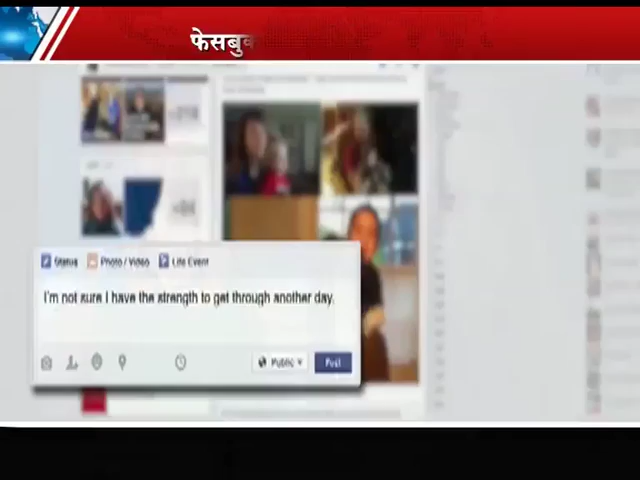 फेसबुक
Status Photo / Video Life Event
I'm not sure I have the strength to get through another day.
Public Post